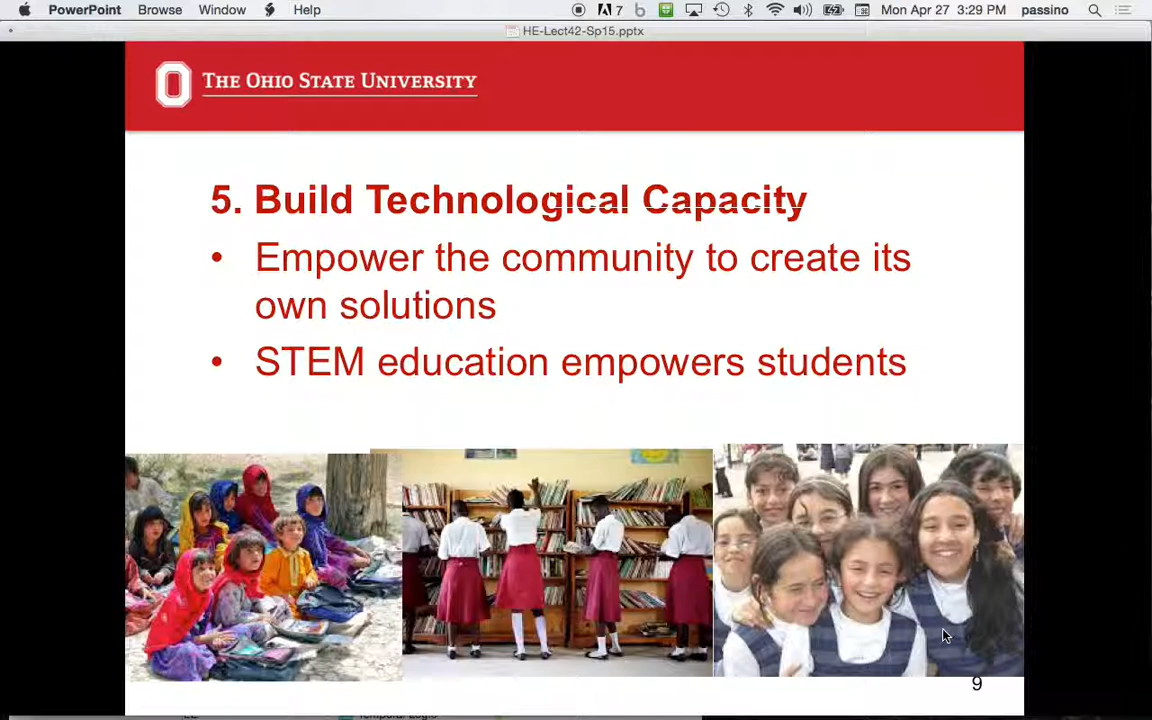 PowerPoint Browse Window Help 7 Mon Apr 27 3:29 PM passino
HE-Lect42-Sp15.pptx
THE OHIO STATE UNIVERSITY
5. Build Technological Capacity
• Empower the community to create its
own solutions
• STEM education empowers students
9